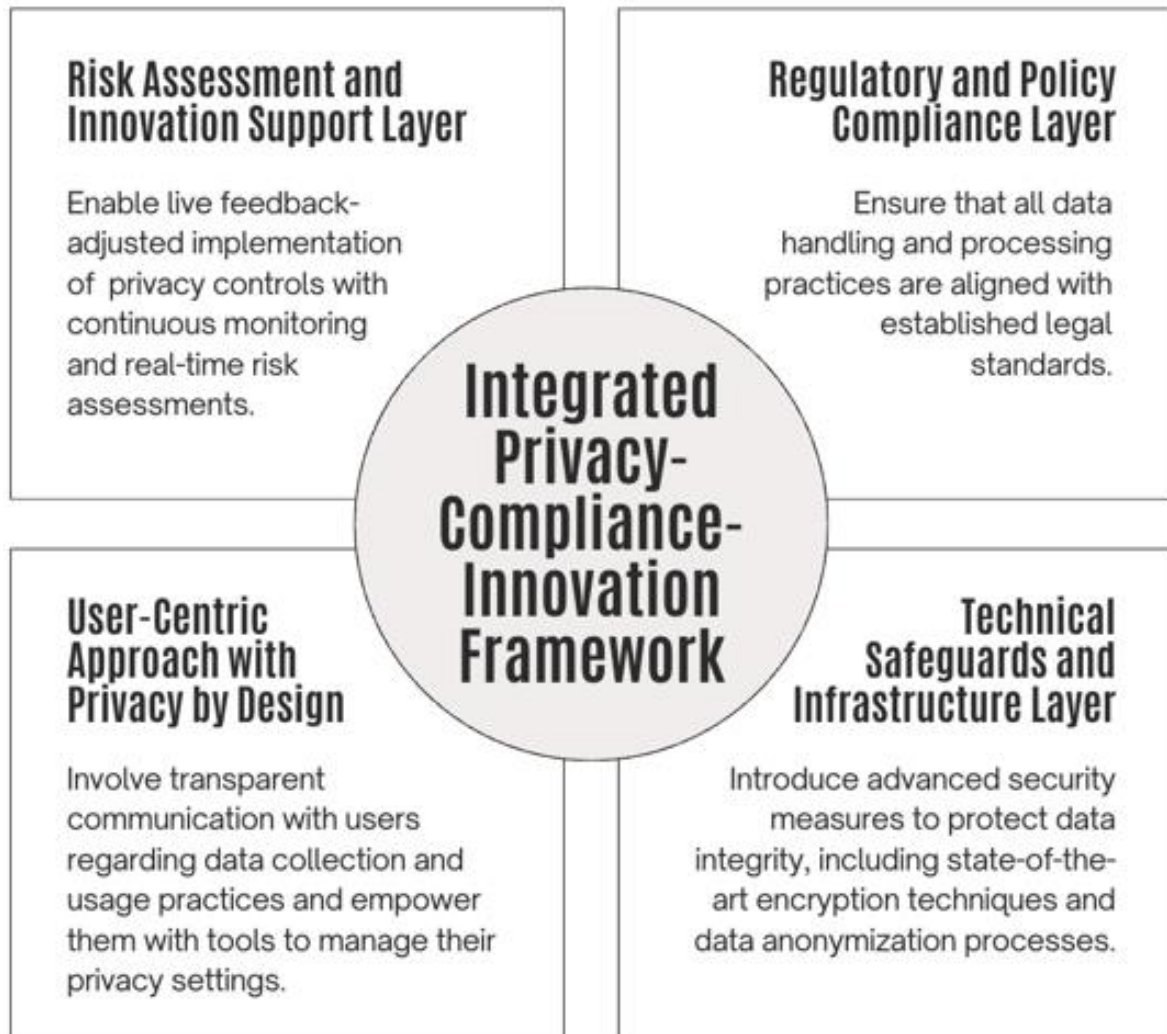 Risk Assessment and
Innovation Support Layer
Enable live feedback-
adjusted implementation
of privacy controls with
continuous monitoring
and real-time risk
assessments.
Regulatory and Policy
Compliance Layer
Ensure that all data
handling and processing
practices are aligned with
established legal
standards.
Integrated
Privacy-
Compliance-
Innovation
Framework
User-Centric
Approach with
Privacy by Design
Involve transparent
communication with users
regarding data collection and
usage practices and empower
them with tools to manage their
privacy settings.
Technical
Safeguards and
Infrastructure Layer
Introduce advanced security
measures to protect data
integrity, including state-of-the-
art encryption techniques and
data anonymization processes.